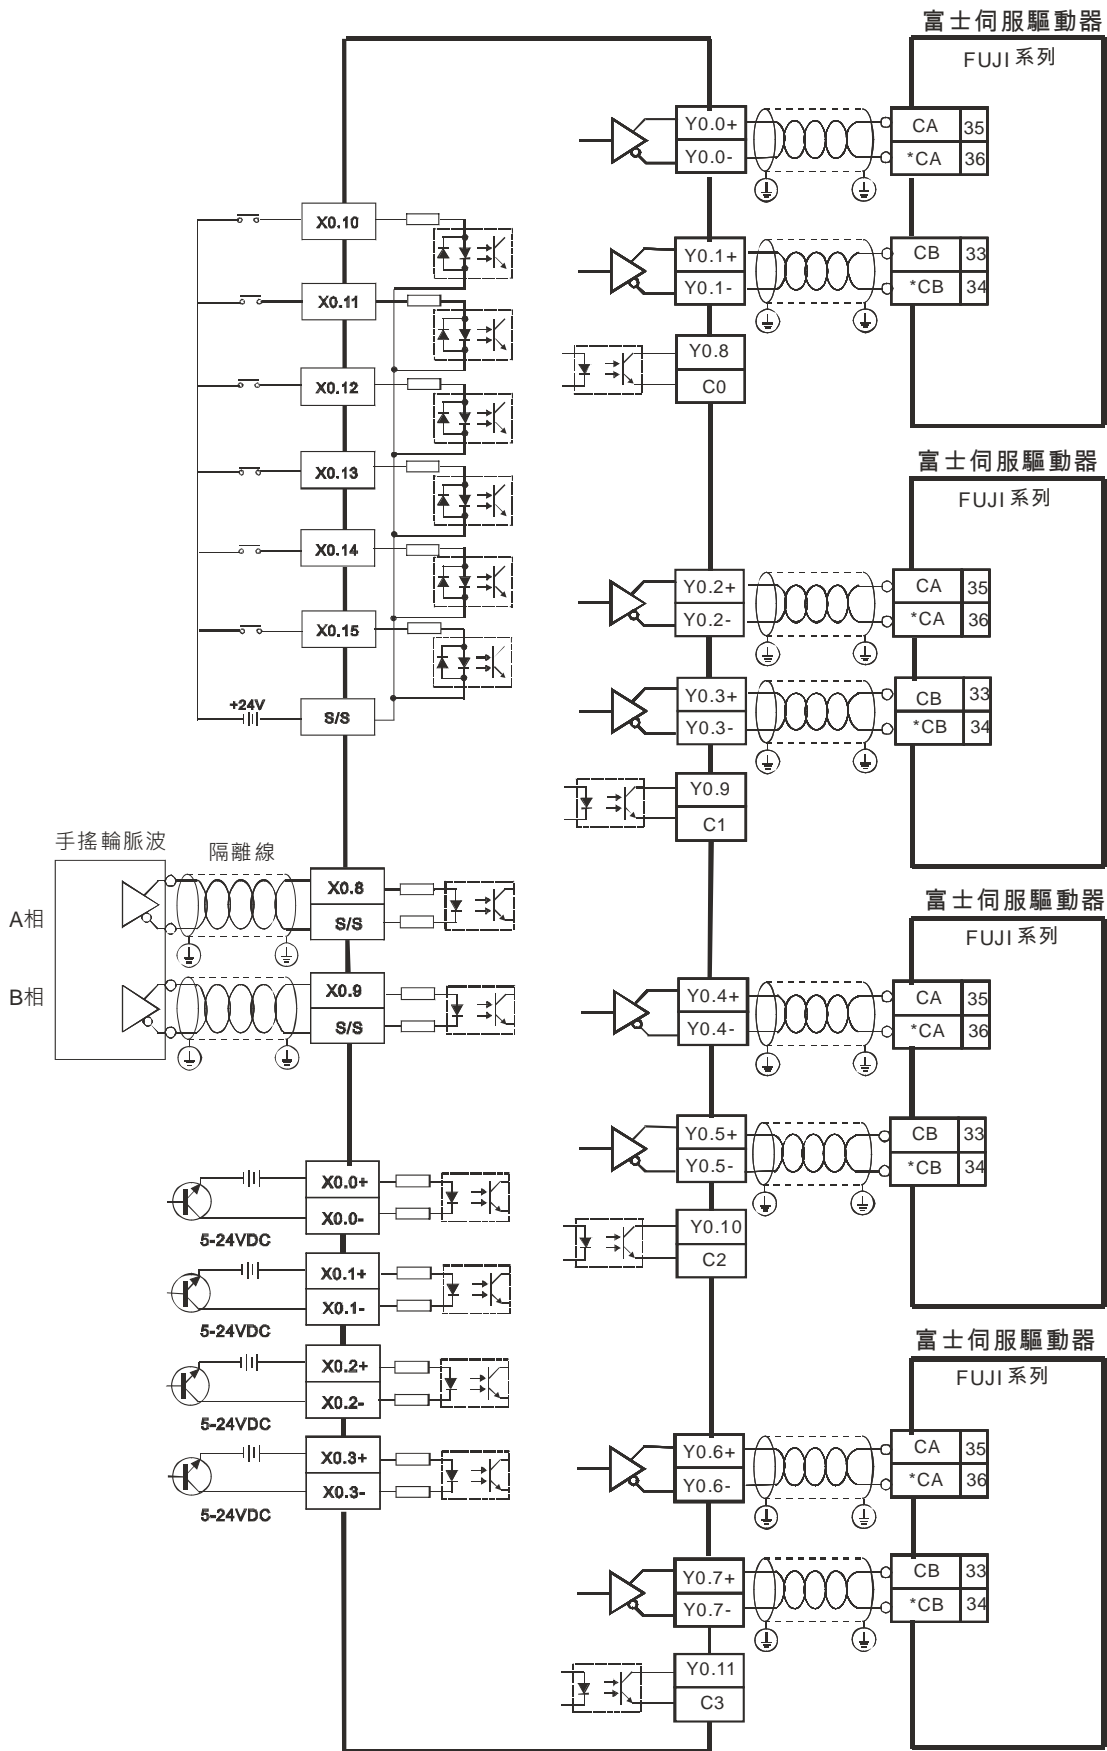 富士伺服驅動器
FUJI 系列
Y0.0+
CA
35
Y0.0-
*CA
36
X0.10
Y0.1+
CB
33
Y0.1-
*CB
34
X0.11
Y0.8
C0
X0.12
富士伺服驅動器
FUJI 系列
X0.13
X0.14
Y0.2+
CA
35
Y0.2-
*CA
36
X0.15
Y0.3+
CB
33
+24V
S/S
Y0.3-
*CB
34
Y0.9
C1
手搖輪脈波
隔離線
X0.8
S/S
A相
富士伺服驅動器
FUJI 系列
B相
X0.9
S/S
Y0.4+
CA
35
Y0.4-
*CA
36
Y0.5+
CB
33
Y0.5-
*CB
34
X0.0+
X0.0-
5-24VDC
Y0.10
C2
X0.1+
X0.1-
5-24VDC
富士伺服驅動器
FUJI 系列
X0.2+
X0.2-
5-24VDC
X0.3+
X0.3-
5-24VDC
Y0.6+
CA
35
Y0.6-
*CA
36
Y0.7+
CB
33
Y0.7-
*CB
34
Y0.11
C3